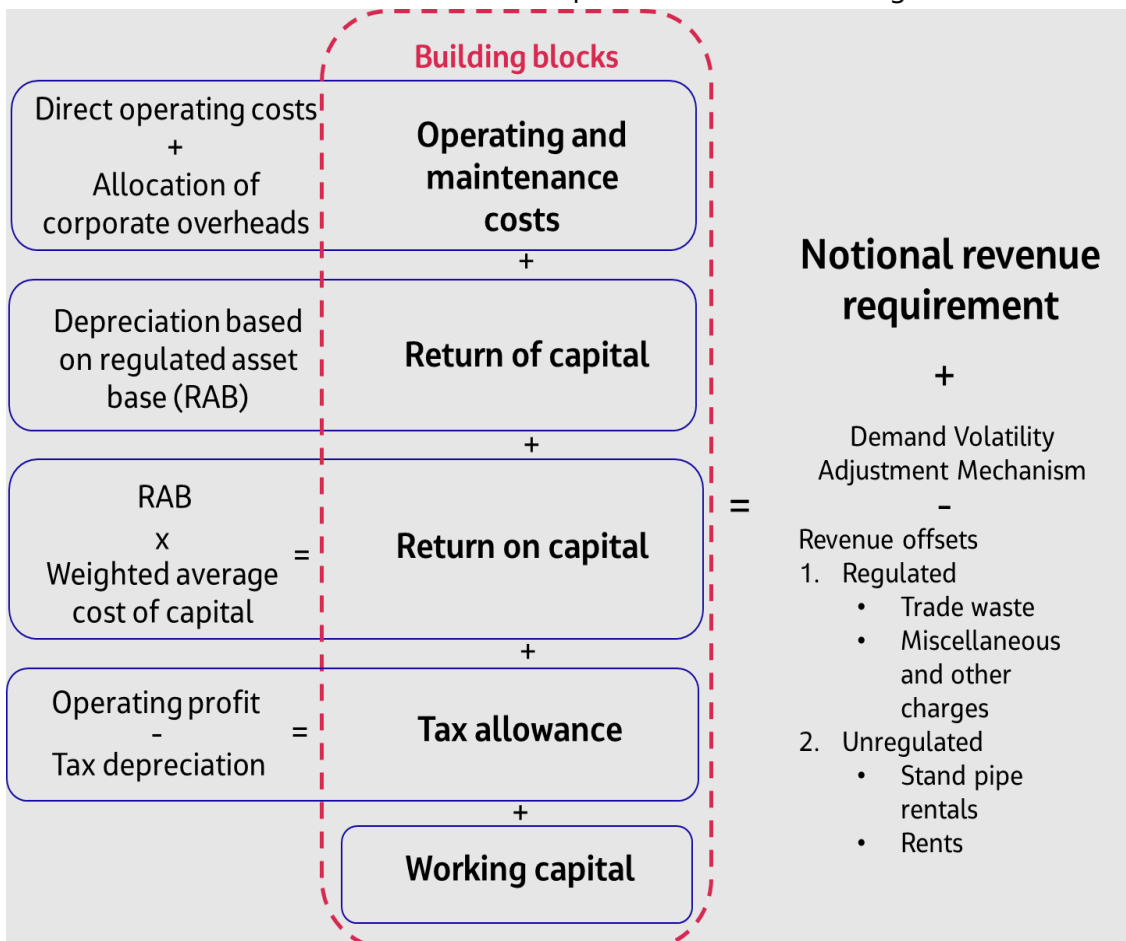 Building blocks
Direct operating costs
+
Allocation of
corporate overheads
Operating and
maintenance
costs
+
Depreciation based
on regulated asset
base (RAB)
Return of capital
+
RAB
x
Weighted average
cost of capital
=
Return on capital
+
Operating profit
-
Tax depreciation
=
Tax allowance
+
Working capital
=
Notional revenue
requirement
+
Demand Volatility
Adjustment Mechanism
-
Revenue offsets
1. Regulated
• Trade waste
• Miscellaneous
and other
charges
2. Unregulated
• Stand pipe
rentals
• Rents